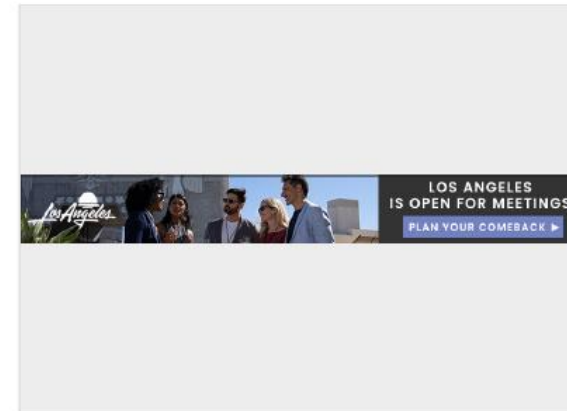 Los Angeles
LOS ANGELES
IS OPEN FOR MEETINGS
PLAN YOUR COMEBACK ▶